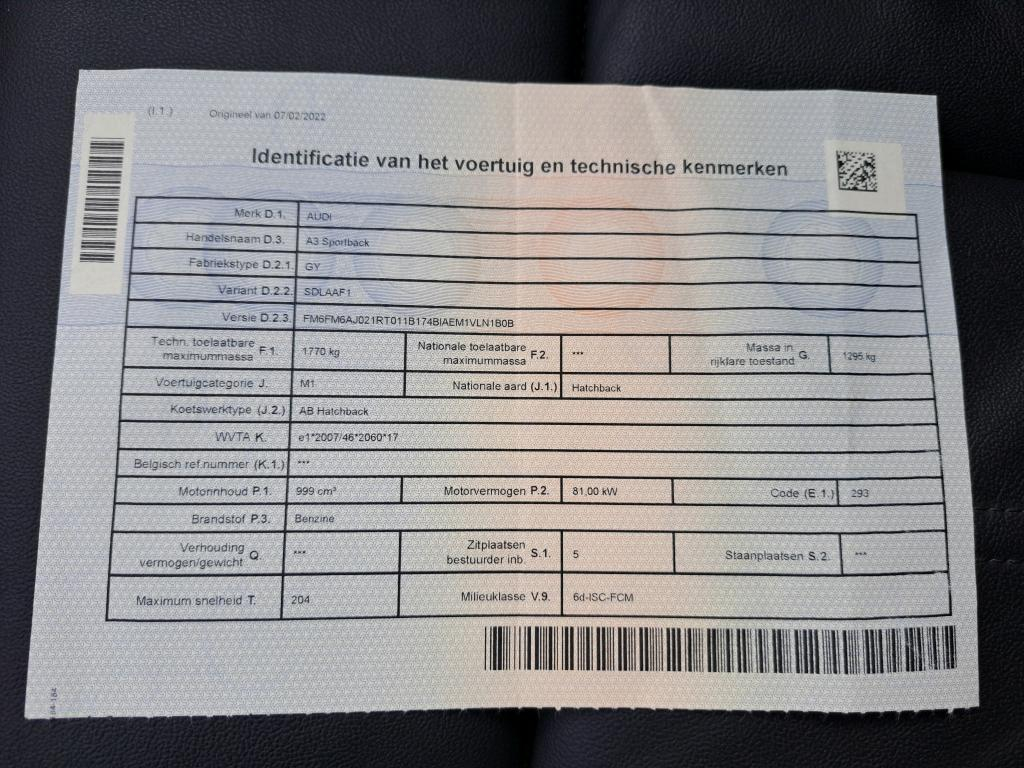 (I.1.) Origineel van 07/02/2022
Identificatie van het voertuig en technische kenmerken
Merk D.1. AUDI
Handelsnaam D.3. A3 Sportback
Fabriekstype D.2.1. GY
Variant D.2.2. SDLAAF1
Versie D.2.3. FM6FM6AJ021RT011B174BIAEM1VLN1B0B
Techn. toelaatbare maximummassa F.1. 1770 kg Nationale toelaatbare maximummassa F.2. *** Massa in rijklare toestand G. 1295 kg
Voertuigcategorie J. M1 Nationale aard (J.1.) Hatchback
Koetswerktype (J.2.) AB Hatchback
WVTA K. e1*2007/46*2060*17
Belgisch ref.nummer (K.1.) ***
Motorinhoud P.1. 999 cm³ Motorvermogen P.2. 81,00 kW Code (E.1.) 293
Brandstof P.3. Benzine
Verhouding vermogen/gewicht Q. *** Zitplaatsen bestuurder inb. S.1. 5 Staanplaatsen S.2. ***
Maximum snelheid T. 204 Milieuklasse V.9. 6d-ISC-FCM